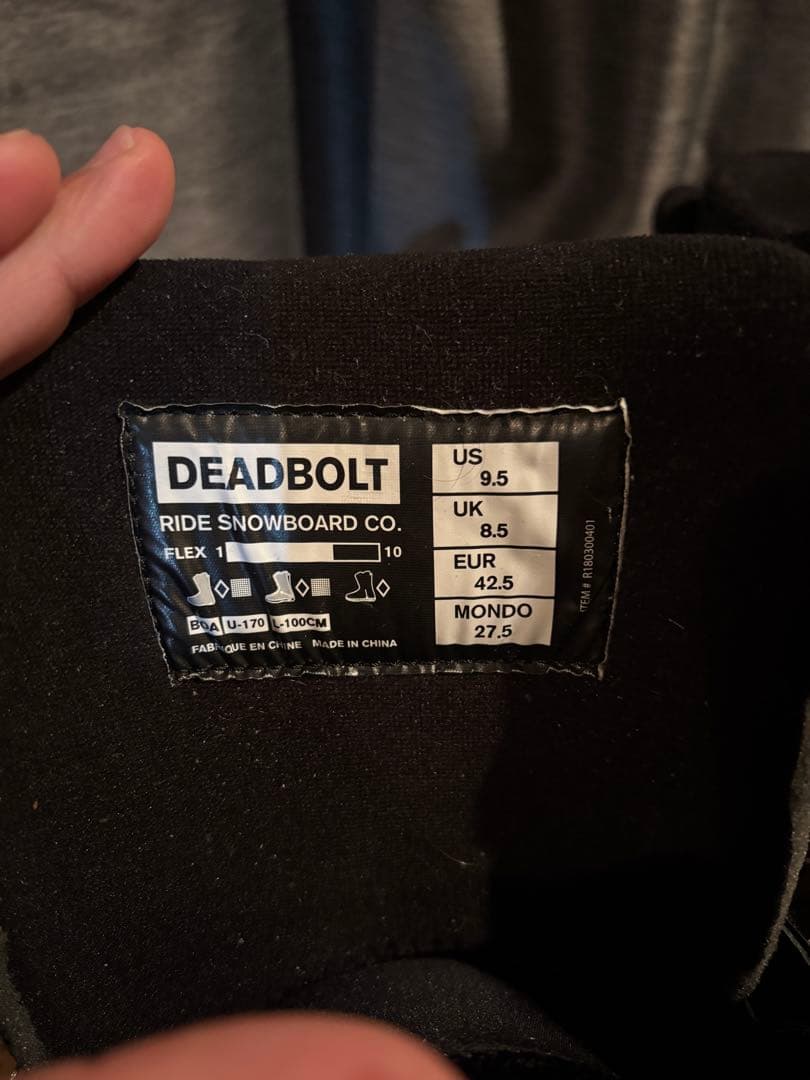 DEADBOLT
RIDE SNOWBOARD CO.
FLEX 1 10
BOA U-170 L-100CM
FABRIQUE EN CHINE MADE IN CHINA
US
9.5
UK
8.5
EUR
42.5
MONDO
27.5
ITEM # R180300401